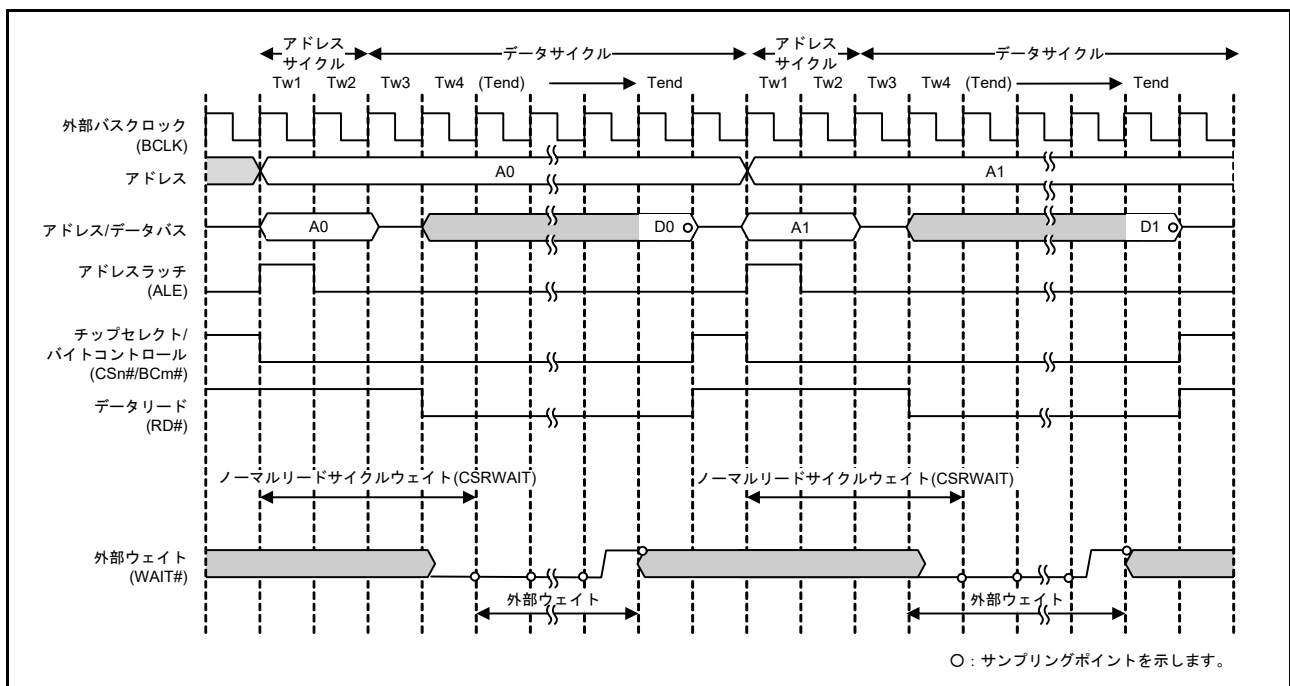 アドレス
サイクル
データサイクル
アドレス
サイクル
データサイクル
Tw1 Tw2 Tw3 Tw4 (Tend) Tend Tw1 Tw2 Tw3 Tw4 (Tend) Tend
外部バスクロック
(BCLK)
アドレス
A0 A1
アドレス/データバス
A0 D0 A1 D1
アドレスラッチ
(ALE)
チップセレクト/
バイトコントロール
(CSn#/BCm#)
データリード
(RD#)
ノーマルリードサイクルウェイト(CSRWAIT) ノーマルリードサイクルウェイト(CSRWAIT)
外部ウェイト
(WAIT#)
外部ウェイト 外部ウェイト
○：サンプリングポイントを示します。